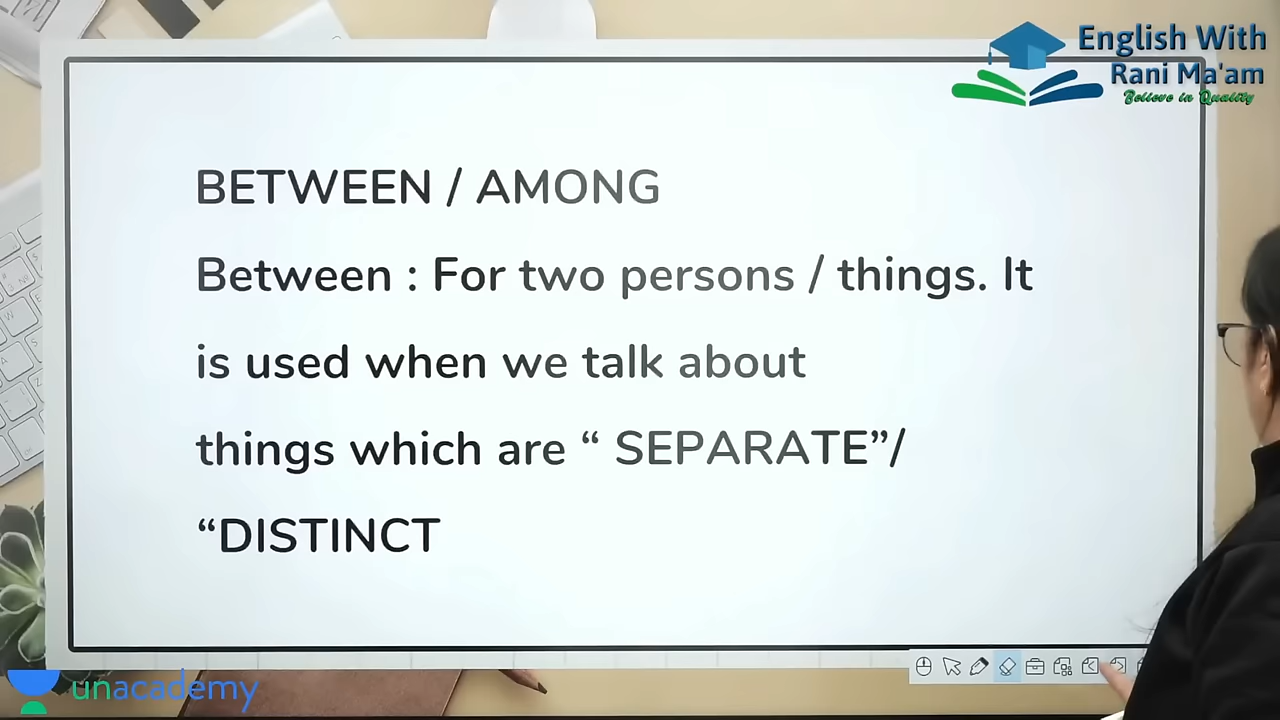 English With
Rani Ma'am
Believe in Quality
BETWEEN / AMONG
Between : For two persons / things. It
is used when we talk about
things which are “ SEPARATE”/
“DISTINCT
unacademy